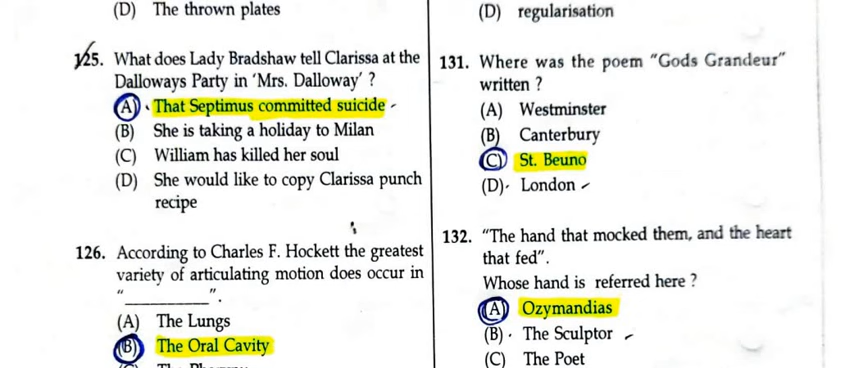 (D) The thrown plates
125. What does Lady Bradshaw tell Clarissa at the
Dalloways Party in 'Mrs. Dalloway' ?
(A) That Septimus committed suicide
(B) She is taking a holiday to Milan
(C) William has killed her soul
(D) She would like to copy Clarissa punch
recipe
126. According to Charles F. Hockett the greatest
variety of articulating motion does occur in
"__________".
(A) The Lungs
(B) The Oral Cavity
(D) regularisation
131. Where was the poem "Gods Grandeur"
written ?
(A) Westminster
(B) Canterbury
(C) St. Beuno
(D) London
132. "The hand that mocked them, and the heart
that fed".
Whose hand is referred here ?
(A) Ozymandias
(B) The Sculptor
(C) The Poet